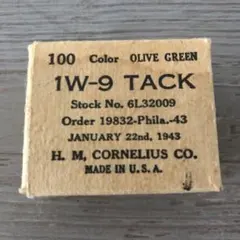 100 Color OLIVE GREEN
1W-9 TACK
Stock No. 6L32009
Order 19832-Phila.-43
JANUARY 22nd, 1943
H. M, CORNELIUS CO.
MADE IN U. S. A.